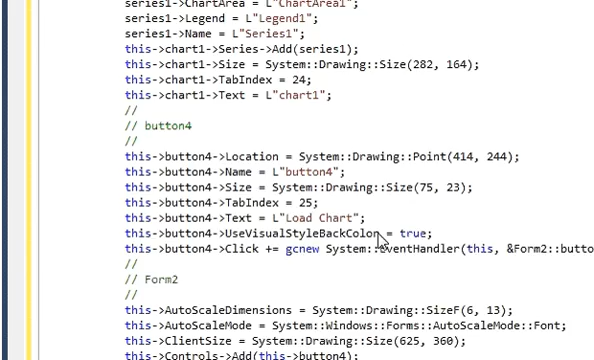 series1->ChartArea = L"ChartArea1";
series1->Legend = L"Legend1";
series1->Name = L"Series1";
this->chart1->Series->Add(series1);
this->chart1->Size = System::Drawing::Size(282, 164);
this->chart1->TabIndex = 24;
this->chart1->Text = L"chart1";
//
// button4
//
this->button4->Location = System::Drawing::Point(414, 244);
this->button4->Name = L"button4";
this->button4->Size = System::Drawing::Size(75, 23);
this->button4->TabIndex = 25;
this->button4->Text = L"Load Chart";
this->button4->UseVisualStyleBackColor = true;
this->button4->Click += gcnew System::EventHandler(this, &Form2::butto
//
// Form2
//
this->AutoScaleDimensions = System::Drawing::SizeF(6, 13);
this->AutoScaleMode = System::Windows::Forms::AutoScaleMode::Font;
this->ClientSize = System::Drawing::Size(625, 360);
this->Controls->Add(this->button4);